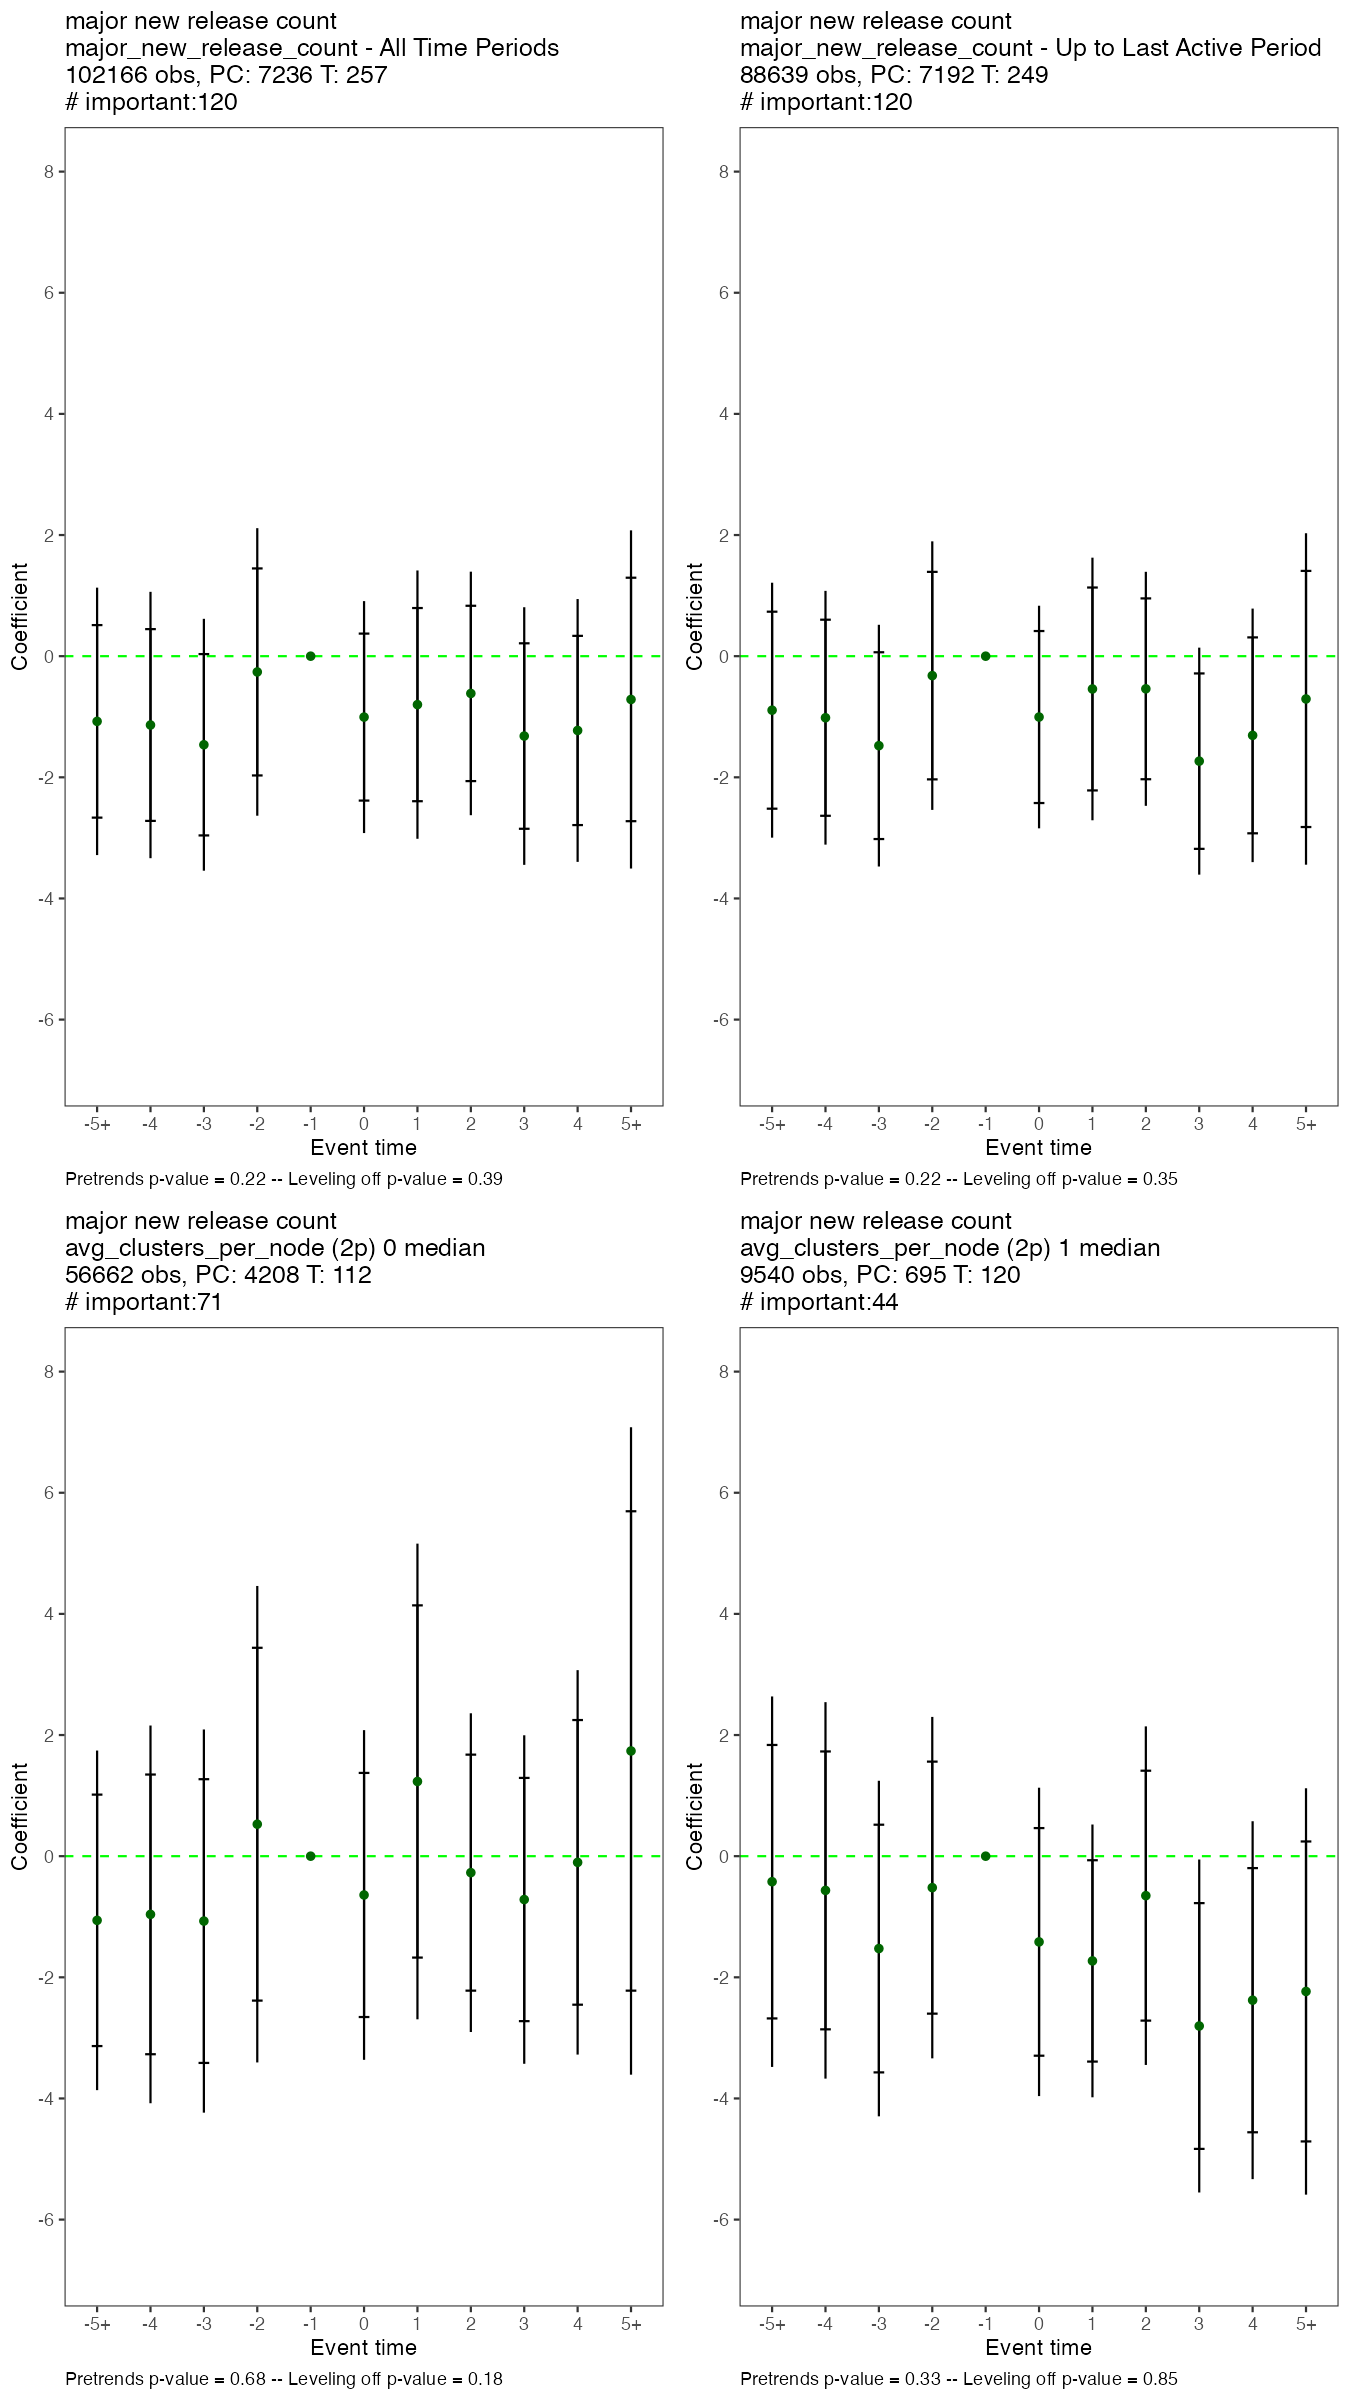 major new release count
major_new_release_count - All Time Periods
102166 obs, PC: 7236 T: 257
# important:120
8
6
4
2
0
-2
-4
-6
Coefficient
-5+ -4 -3 -2 -1 0 1 2 3 4 5+
Event time
Pretrends p-value = 0.22 -- Leveling off p-value = 0.39
major new release count
major_new_release_count - Up to Last Active Period
88639 obs, PC: 7192 T: 249
# important:120
8
6
4
2
0
-2
-4
-6
Coefficient
-5+ -4 -3 -2 -1 0 1 2 3 4 5+
Event time
Pretrends p-value = 0.22 -- Leveling off p-value = 0.35
major new release count
avg_clusters_per_node (2p) 0 median
56662 obs, PC: 4208 T: 112
# important:71
8
6
4
2
0
-2
-4
-6
Coefficient
-5+ -4 -3 -2 -1 0 1 2 3 4 5+
Event time
Pretrends p-value = 0.68 -- Leveling off p-value = 0.18
major new release count
avg_clusters_per_node (2p) 1 median
9540 obs, PC: 695 T: 120
# important:44
8
6
4
2
0
-2
-4
-6
Coefficient
-5+ -4 -3 -2 -1 0 1 2 3 4 5+
Event time
Pretrends p-value = 0.33 -- Leveling off p-value = 0.85